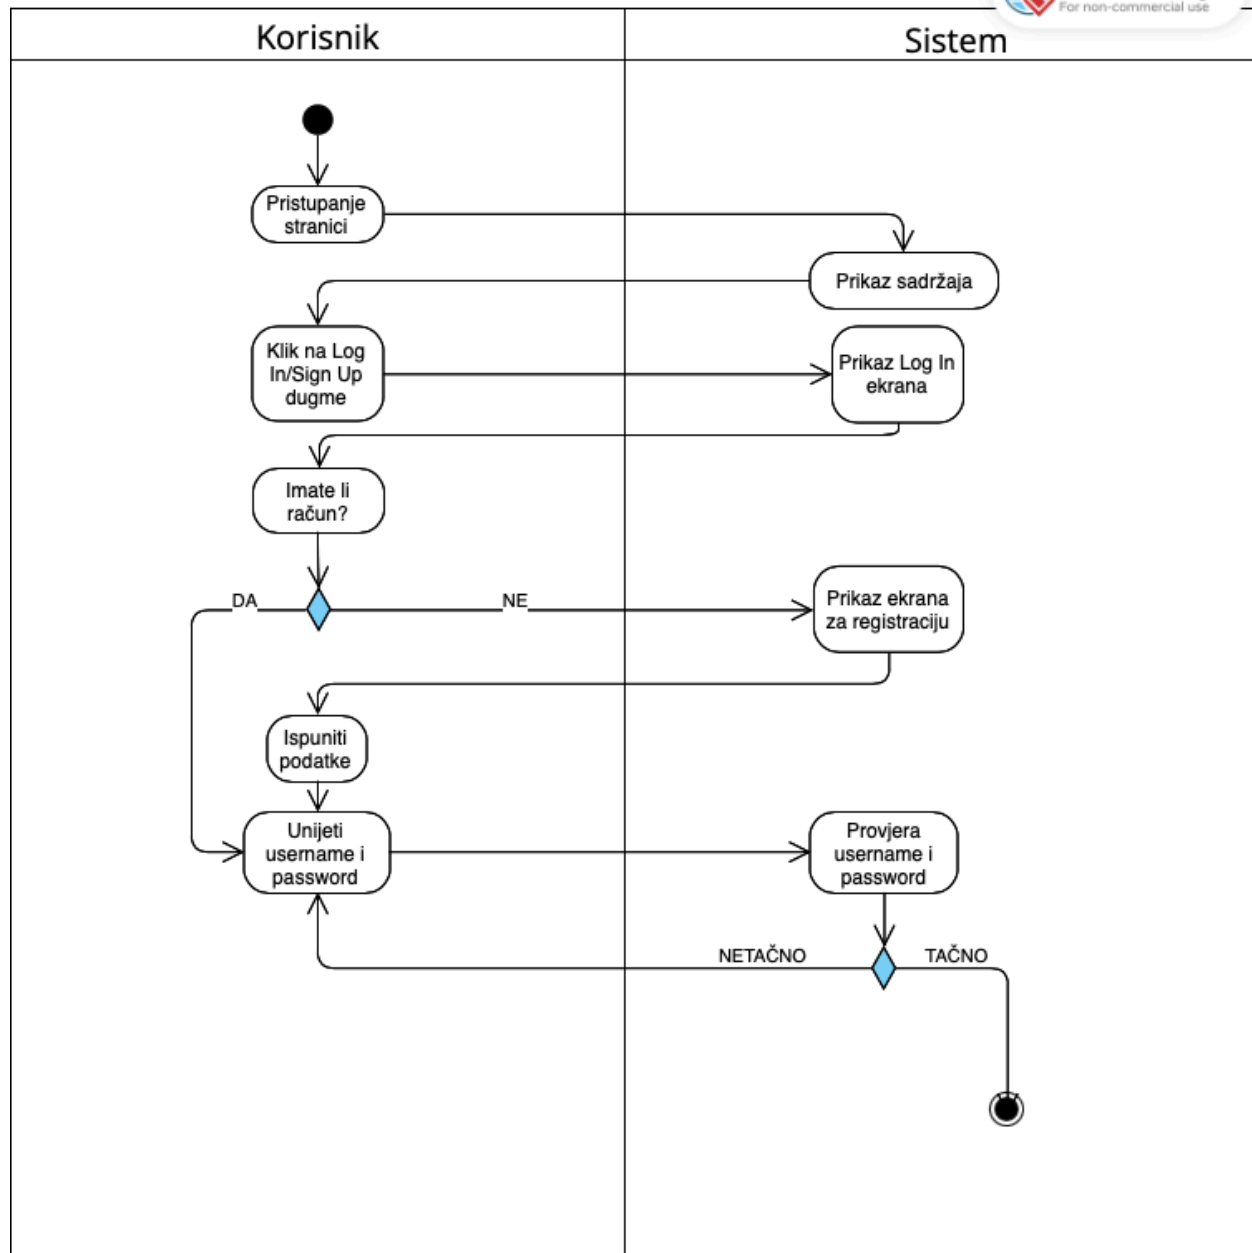 For non-commercial use
Korisnik
Sistem
Pristupanje
stranici
Prikaz sadržaja
Klik na Log
In/Sign Up
dugme
Prikaz Log In
ekrana
Imate li
račun?
DA
NE
Prikaz ekrana
za registraciju
Ispuniti
podatke
Unijeti
username i
password
Provjera
username i
password
NETAČNO
TAČNO